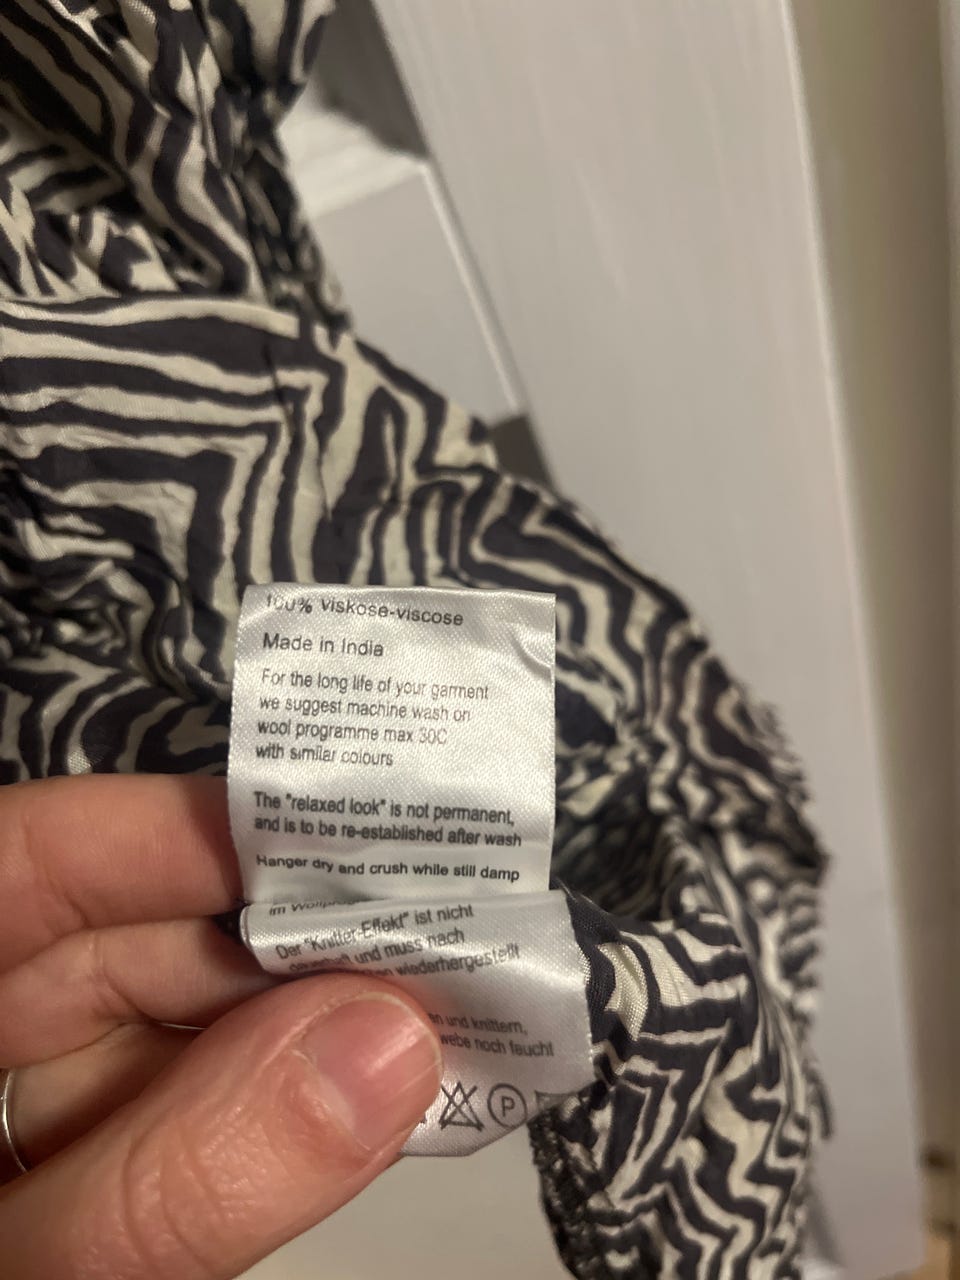 100% viskose-viscose
Made in India
For the long life of your garment
we suggest machine wash on
wool programme max 30C
with similar colours
The "relaxed look" is not permanent,
and is to be re-established after wash
Hanger dry and crush while still damp
im
Der "Knitter-Effekt" ist nicht
und muss nach
wiederhergestellt
und knittern,
noch feucht
P